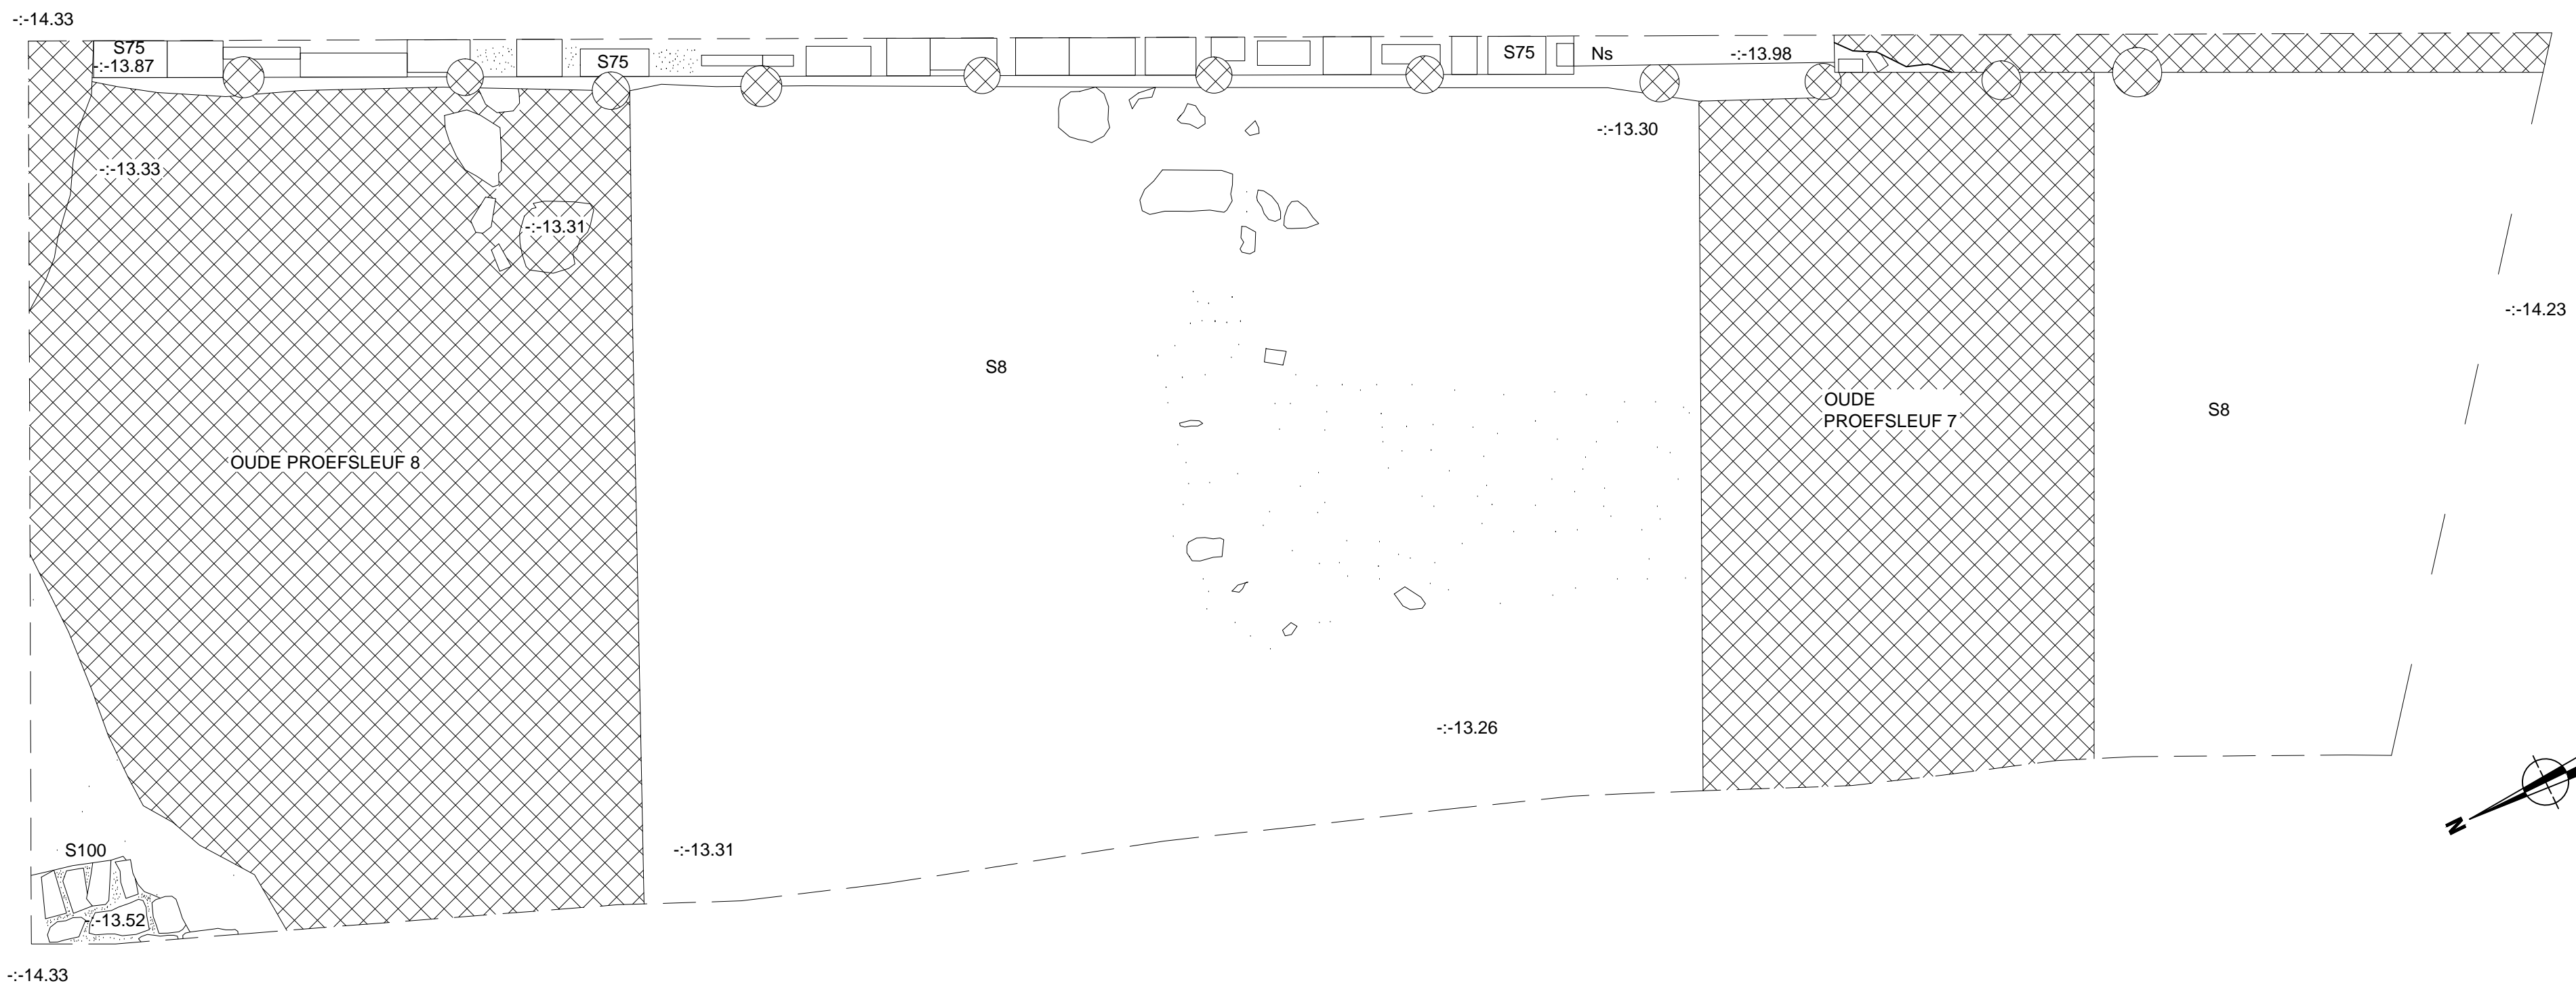 -:-14.33
S75
-:-13.87
S75
S75
Ns
-:-13.98
-:-13.30
-:-13.33
-:-13.31
-:-14.23
S8
OUDE
PROEFSLEUF 7
S8
OUDE PROEFSLEUF 8
-:-13.26
N
-:-13.31
S100
-:-13.52
-:-14.33